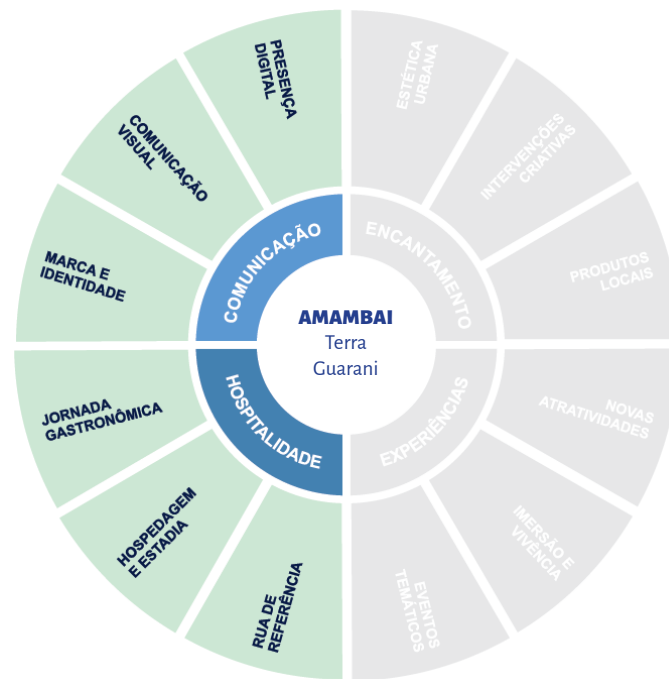 PRESENÇA
DIGITAL
COMUNICAÇÃO
VISUAL
MARCA E
IDENTIDADE
COMUNICAÇÃO
ESTÉTICA
URBANA
INTERVENÇÕES
CRIATIVAS
PRODUTOS
LOCAIS
ENCANTAMENTO
AMAMBAI
Terra
Guarani
JORNADA
GASTRONÔMICA
HOSPEDAGEM
E ESTADIA
RUA DE
REFERÊNCIA
HOSPITALIDADE
NOVAS
ATRATIVIDADES
IMERSÃO E
VIVÊNCIA
EVENTOS
TEMÁTICOS
EXPERIÊNCIAS